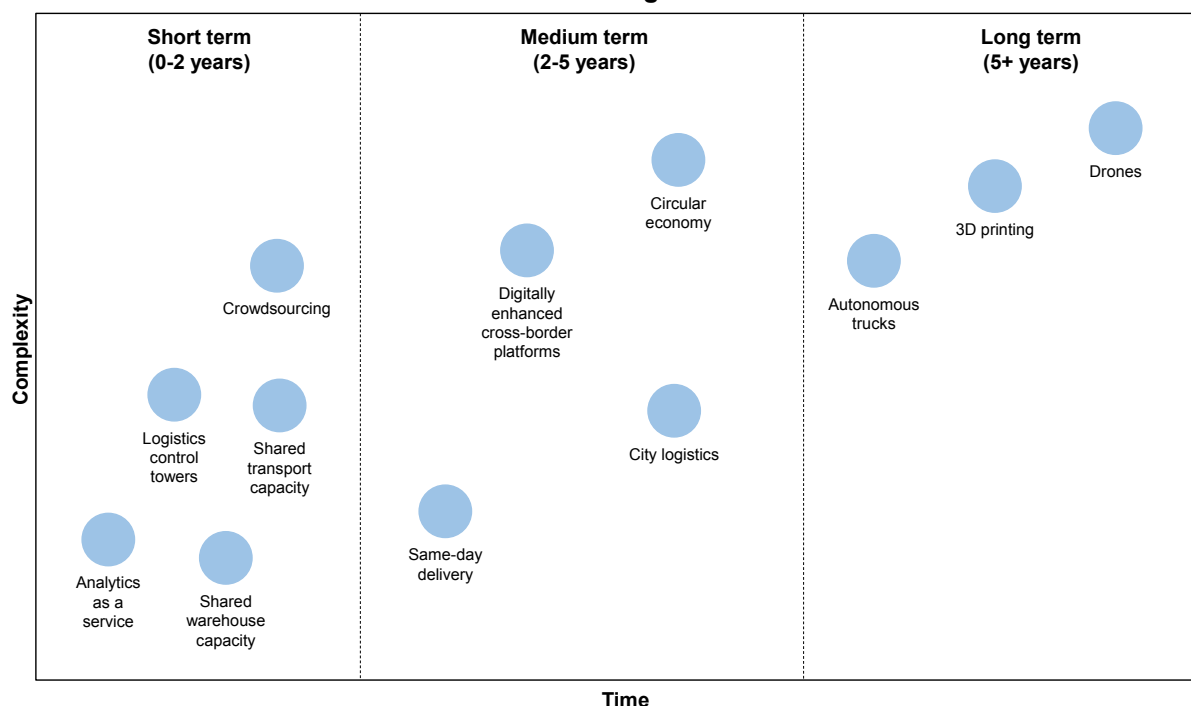 Short term
(0-2 years)
Medium term
(2-5 years)
Long term
(5+ years)
Drones
Circular
economy
3D printing
Crowdsourcing
Digitally
enhanced
cross-border
platforms
Autonomous
trucks
Complexity
Logistics
control
towers
Shared
transport
capacity
City logistics
Same-day
delivery
Analytics
as a
service
Shared
warehouse
capacity
Time